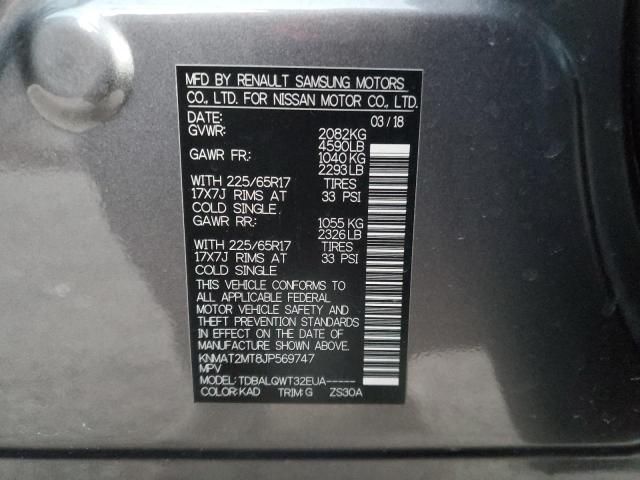 MFD BY RENAULT SAMSUNG MOTORS
CO., LTD. FOR NISSAN MOTOR CO., LTD.
DATE: 03 / 18
GVWR: 2082KG
4590LB
GAWR FR: 1040 KG
2293 LB
WITH 225/65R17 TIRES
17X7J RIMS AT 33 PSI
COLD SINGLE
GAWR RR: 1055 KG
2326 LB
WITH 225/65R17 TIRES
17X7J RIMS AT 33 PSI
COLD SINGLE
THIS VEHICLE CONFORMS TO
ALL APPLICABLE FEDERAL
MOTOR VEHICLE SAFETY AND
THEFT PREVENTION STANDARDS
IN EFFECT ON THE DATE OF
MANUFACTURE SHOWN ABOVE.
KNMAT2MT8JP569747
MPV
MODEL: TDBALQWT32EUA-----
COLOR: KAD TRIM: G ZS30A